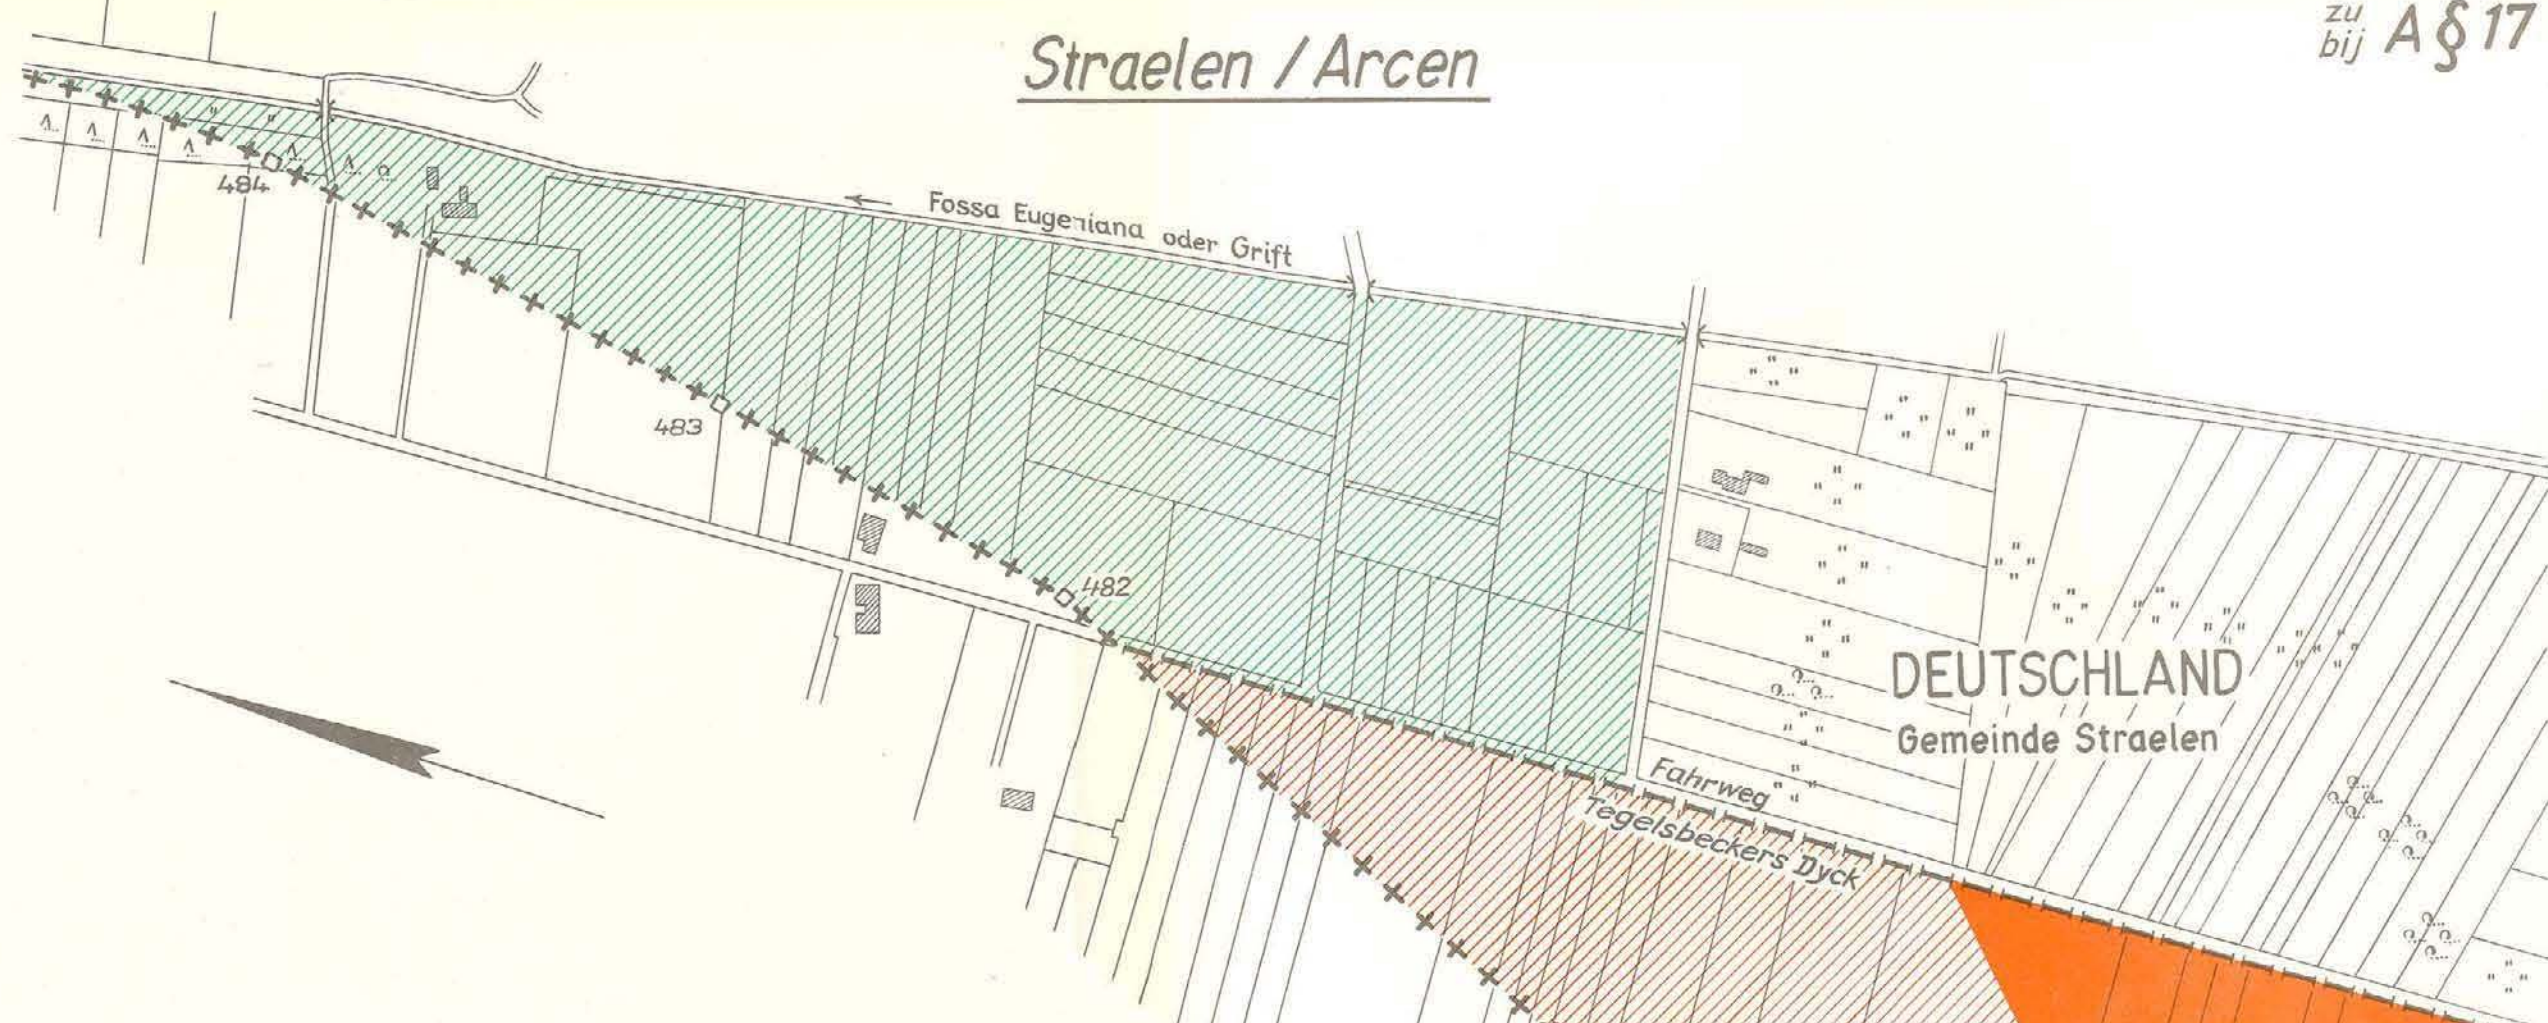 Straelen / Arcen
zu
bij A § 17
Fossa Eugeniana oder Grift
484
483
482
DEUTSCHLAND
Gemeinde Straelen
Fahrweg
Tegelsbeckers Dyck